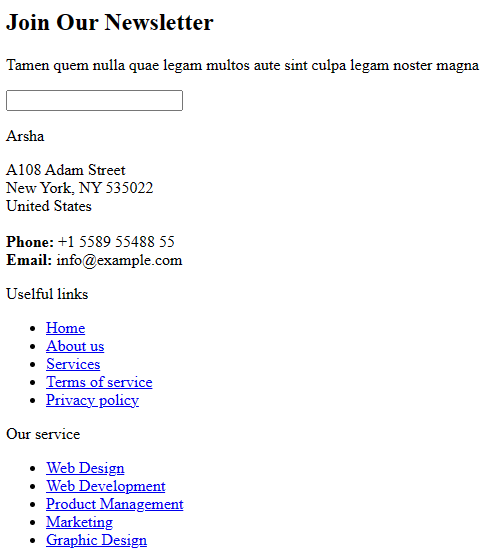 Join Our Newsletter
Tamen quem nulla quae legam multos aute sint culpa legam noster magna
Arsha
A108 Adam Street
New York, NY 535022
United States
Phone: +1 5589 55488 55
Email: info@example.com
Uselful links
Home
About us
Services
Terms of service
Privacy policy
Our service
Web Design
Web Development
Product Management
Marketing
Graphic Design